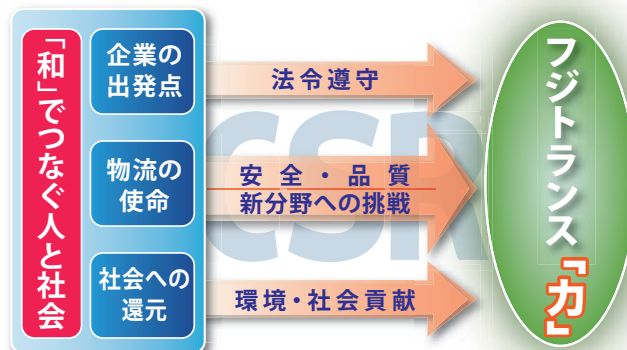 「和」でつなぐ人と社会
企業の
出発点
法令遵守
物流の
使命
安全・品質
新分野への挑戦
社会への
還元
環境・社会貢献
CSR
フジトランス「力」